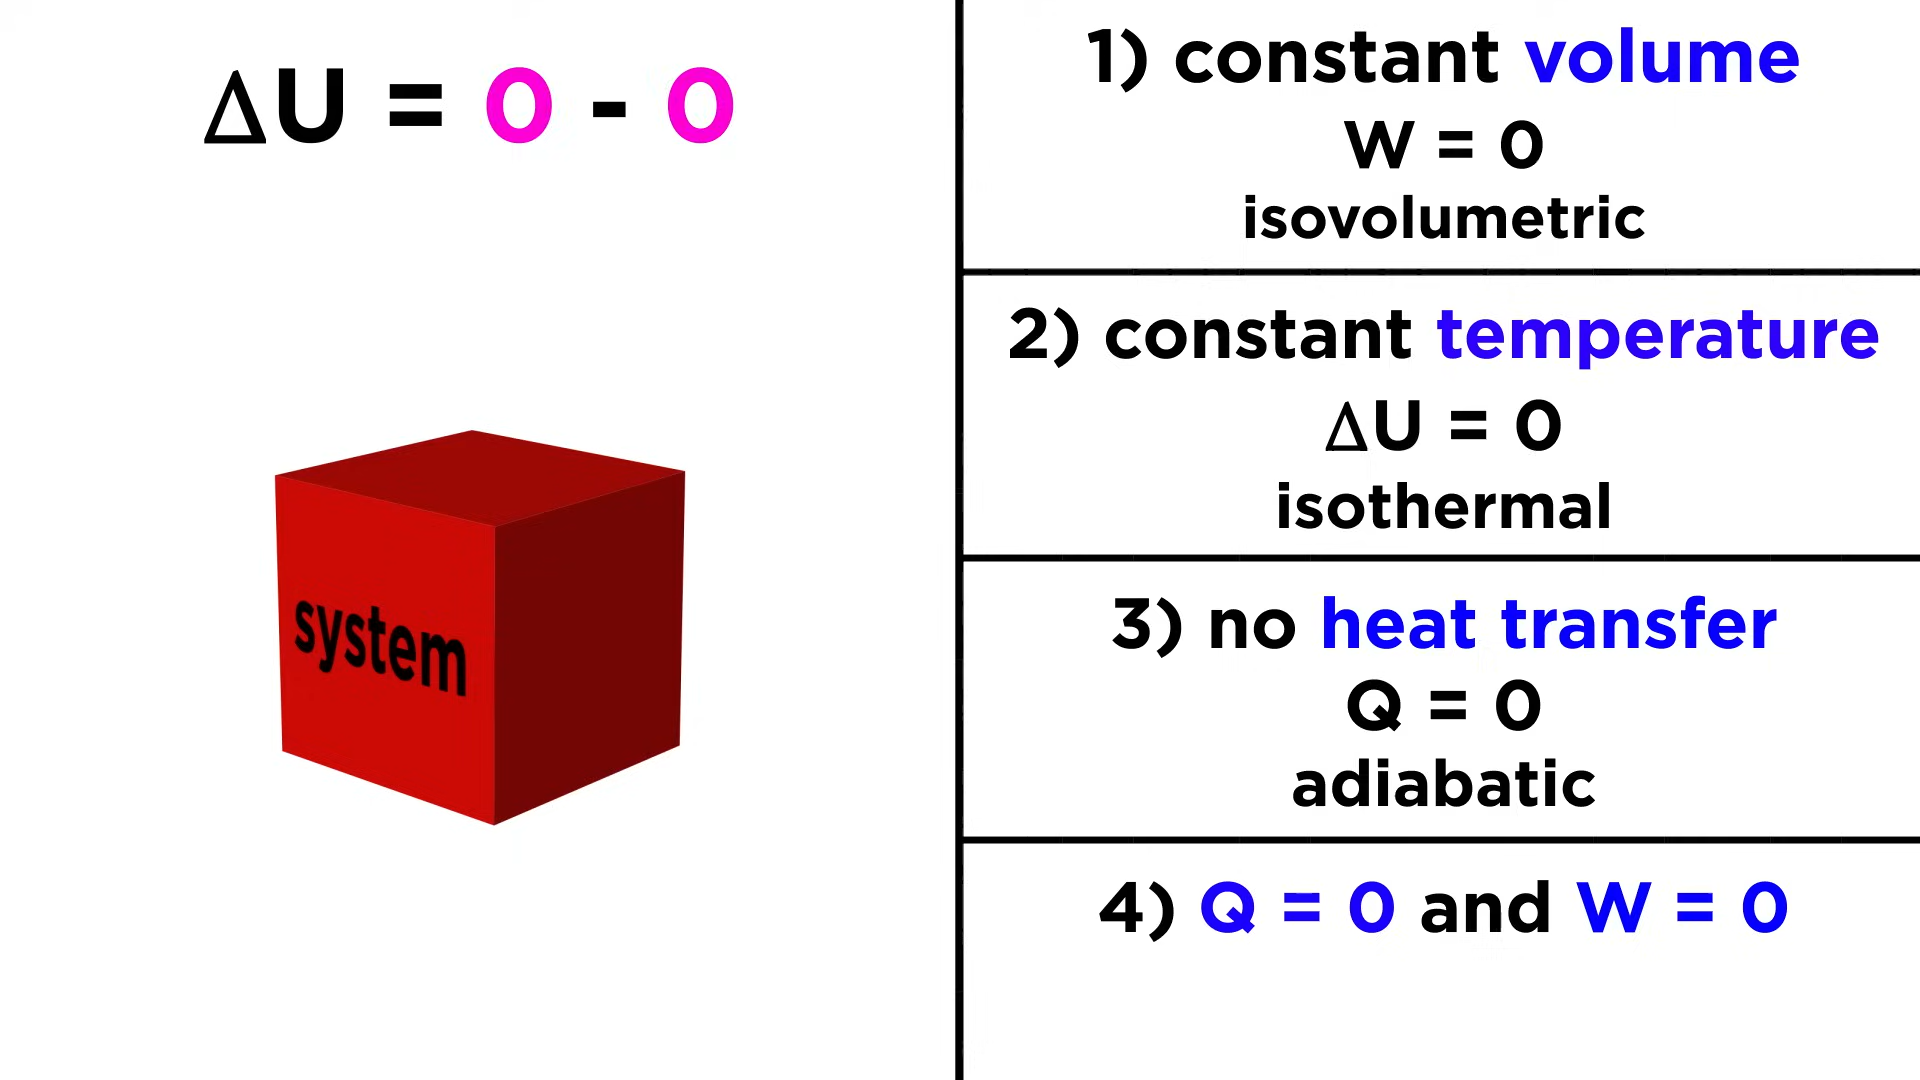 ΔU = 0 - 0
system
1) constant volume
W = 0
isovolumetric
2) constant temperature
ΔU = 0
isothermal
3) no heat transfer
Q = 0
adiabatic
4) Q = 0 and W = 0